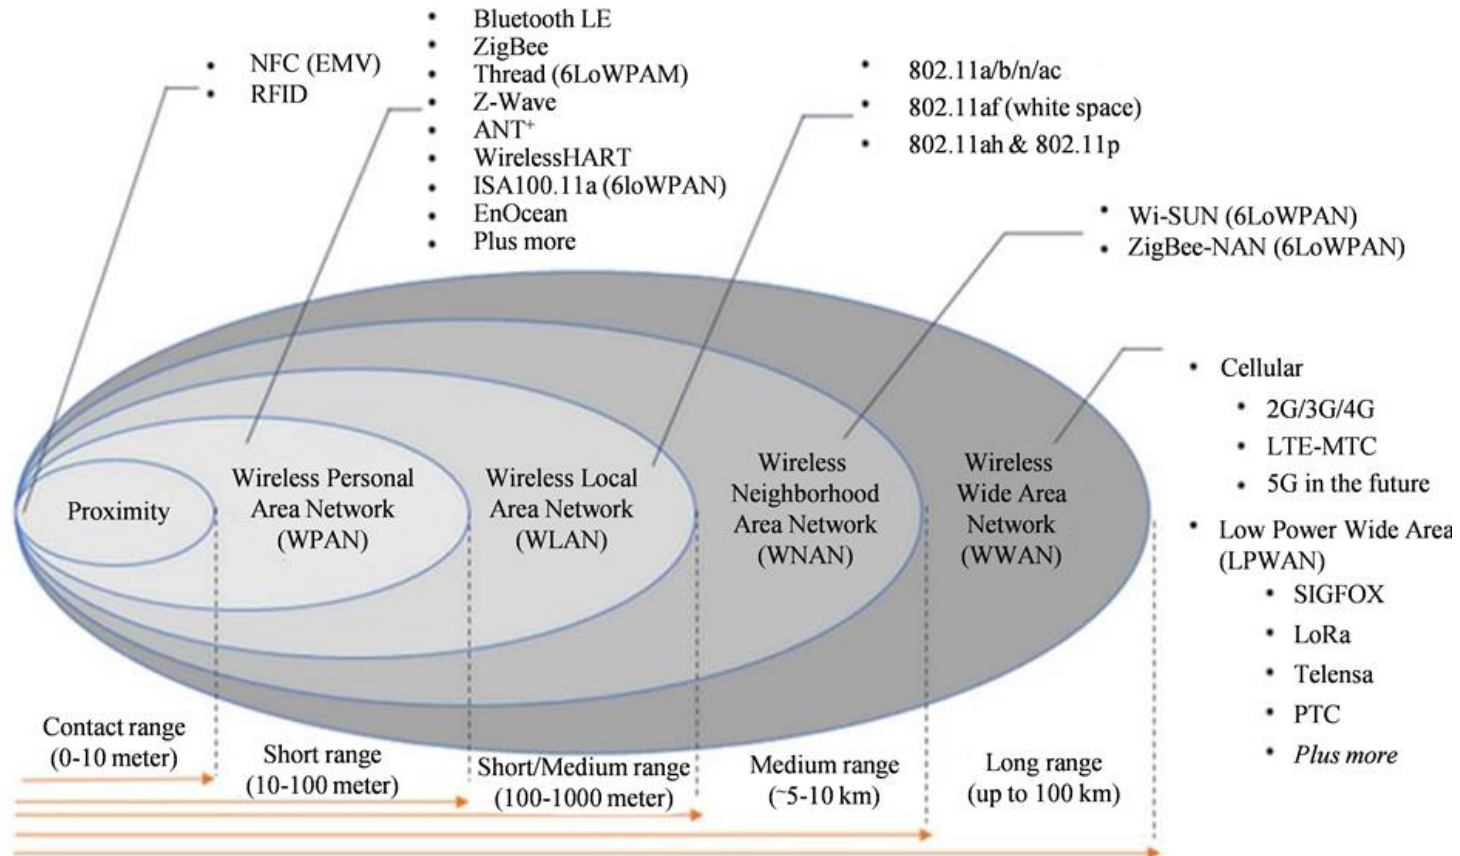 • NFC (EMV)
• RFID
• Bluetooth LE
• ZigBee
• Thread (6LoWPAM)
• Z-Wave
• ANT+
• WirelessHART
• ISA100.11a (6loWPAN)
• EnOcean
• Plus more
• 802.11a/b/n/ac
• 802.11af (white space)
• 802.11ah & 802.11p
• Wi-SUN (6LoWPAN)
• ZigBee-NAN (6LoWPAN)
• Cellular
• 2G/3G/4G
• LTE-MTC
• 5G in the future
• Low Power Wide Area
(LPWAN)
• SIGFOX
• LoRa
• Telensa
• PTC
• Plus more
Proximity
Wireless Personal
Area Network
(WPAN)
Wireless Local
Area Network
(WLAN)
Wireless
Neighborhood
Area Network
(WNAN)
Wireless
Wide Area
Network
(WWAN)
Contact range
(0-10 meter)
Short range
(10-100 meter)
Short/Medium range
(100-1000 meter)
Medium range
(~5-10 km)
Long range
(up to 100 km)